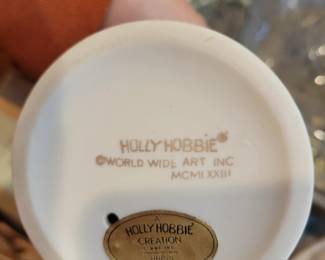 HOLLY HOBBIE
©WORLD WIDE ART INC
MCMLXXIII
A
HOLLY HOBBIE
CREATION